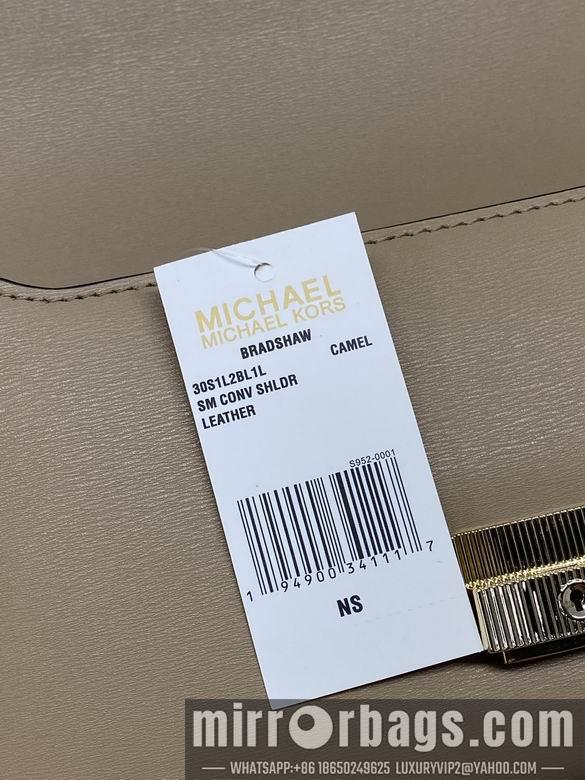 MICHAEL
MICHAEL KORS
BRADSHAW
CAMEL
30S1L2BL1L
SM CONV SHLDR
LEATHER
S952-0001
1 94900 34111 7
NS
mirrorbags.com
WHATSAPP:+86 18650249625 LUXURYVIP2@YAHOO.COM